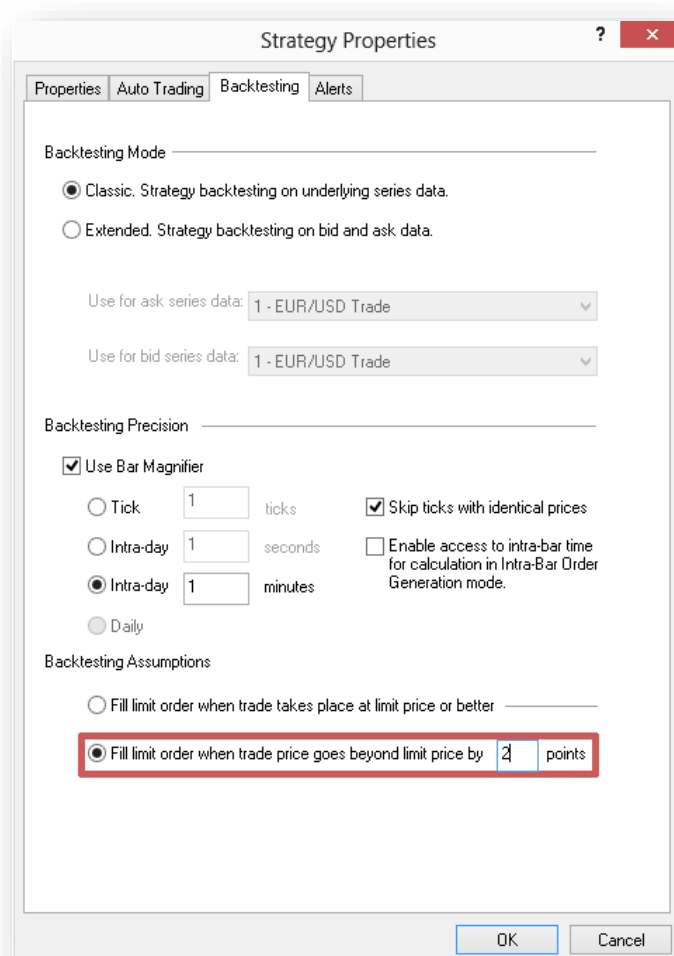 Strategy Properties
?
Properties Auto Trading Backtesting Alerts
Backtesting Mode
Classic. Strategy backtesting on underlying series data.
Extended. Strategy backtesting on bid and ask data.
Use for ask series data: 1 - EUR/USD Trade
Use for bid series data: 1 - EUR/USD Trade
Backtesting Precision
Use Bar Magnifier
Tick 1 ticks Skip ticks with identical prices
Intra-day 1 seconds Enable access to intra-bar time
for calculation in Intra-Bar Order
Intra-day 1 minutes Generation mode.
Daily
Backtesting Assumptions
Fill limit order when trade takes place at limit price or better
Fill limit order when trade price goes beyond limit price by 2 points
OK Cancel